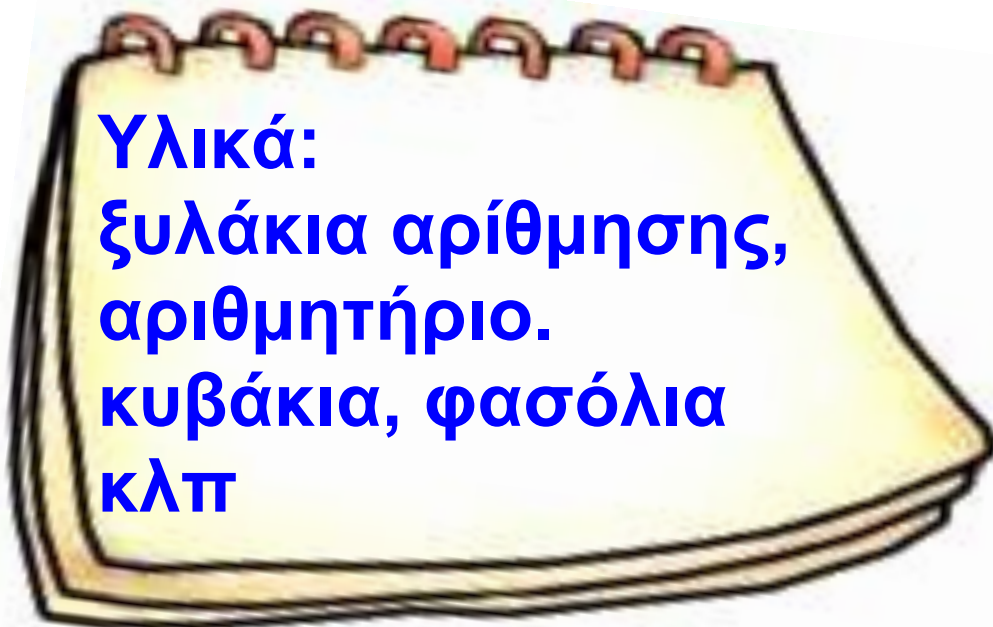 Υλικά:
ξυλάκια αρίθμησης,
αριθμητήριο.
κυβάκια, φασόλια
κλπ